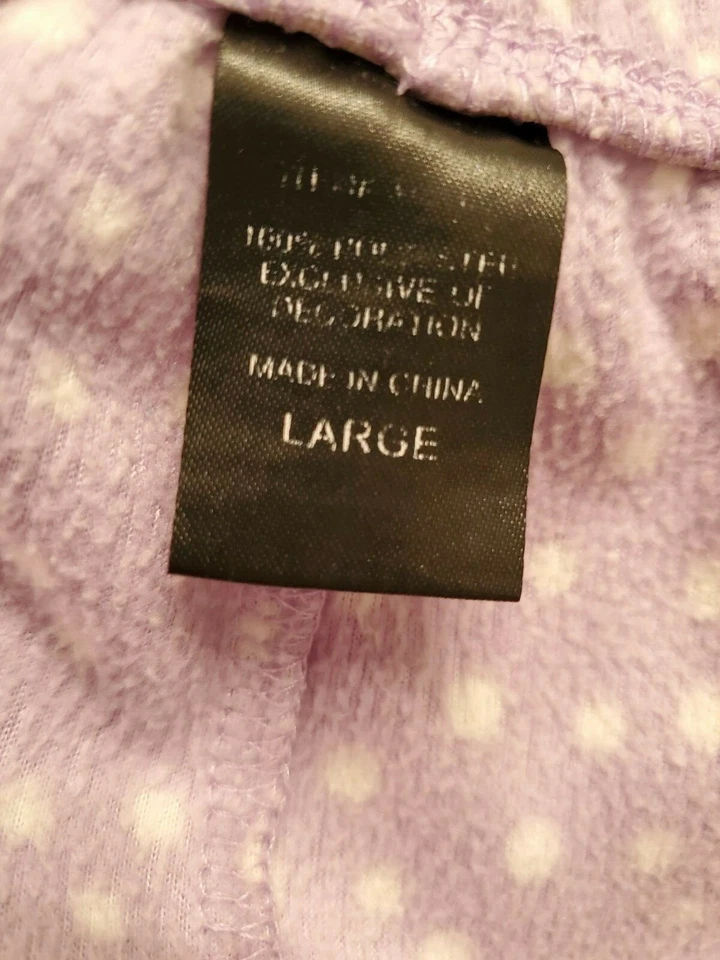 100% POLYESTER
EXCLUSIVE OF
DECORATION
MADE IN CHINA
LARGE